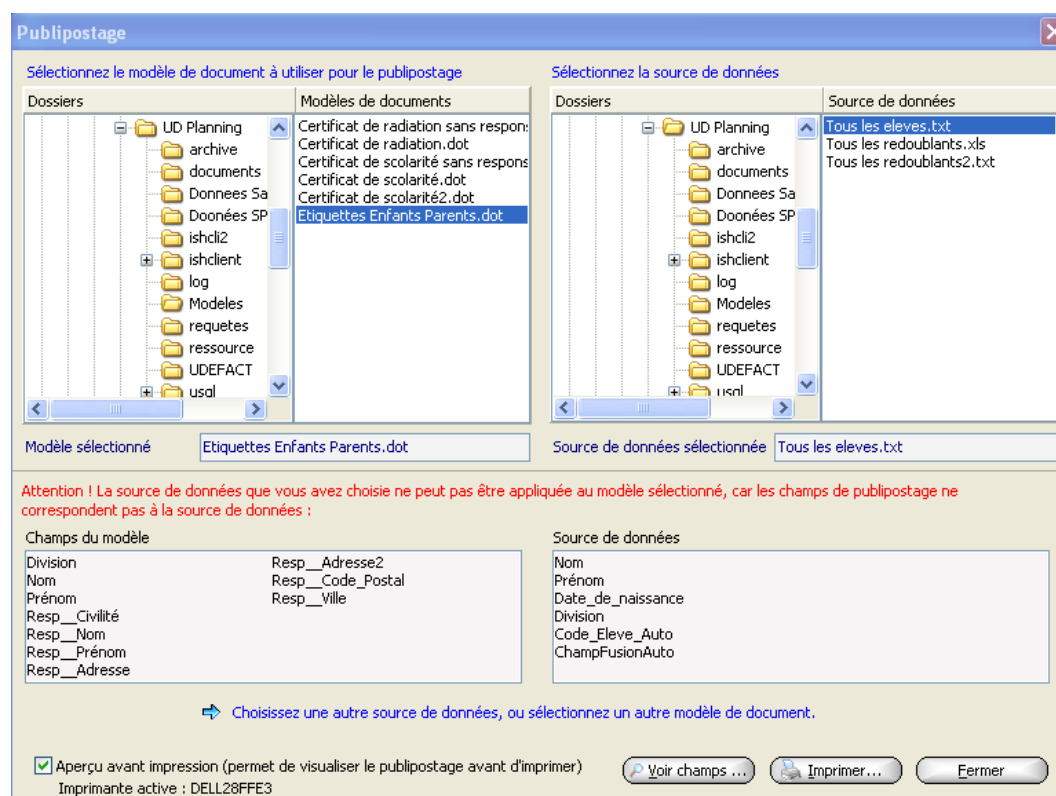 Publipostage
Sélectionnez le modèle de document à utiliser pour le publipostage
Dossiers
Modèles de documents
UD Planning
archive
documents
Donnees Sa
Doonées SP
ishcli2
ishclient
log
Modeles
requetes
ressource
UDEFACT
usgl
Certificat de radiation sans respon:
Certificat de radiation.dot
Certificat de scolarité sans respons
Certificat de scolarité.dot
Certificat de scolarité2.dot
Etiquettes Enfants Parents.dot
Modèle sélectionné
Etiquettes Enfants Parents.dot
Sélectionnez la source de données
Dossiers
Source de données
UD Planning
archive
documents
Donnees Sa
Doonées SP
ishcli2
ishclient
log
Modeles
requetes
ressource
UDEFACT
usgl
Tous les eleves.txt
Tous les redoublants.xls
Tous les redoublants2.txt
Source de données sélectionnée
Tous les eleves.txt
Attention ! La source de données que vous avez choisie ne peut pas être appliquée au modèle sélectionné, car les champs de publipostage ne
correspondent pas à la source de données :
Champs du modèle
Division
Nom
Prénom
Resp__Civilité
Resp__Nom
Resp__Prénom
Resp__Adresse
Resp__Adresse2
Resp__Code_Postal
Resp__Ville
Source de données
Nom
Prénom
Date_de_naissance
Division
Code_Eleve_Auto
ChampFusionAuto
Choisissez une autre source de données, ou sélectionnez un autre modèle de document.
Aperçu avant impression (permet de visualiser le publipostage avant d'imprimer)
Imprimante active : DELL28FFE3
Voir champs ...
Imprimer...
Fermer